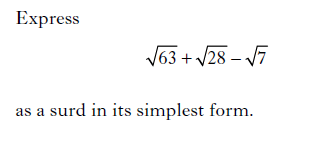 Express
√63 + √28 − √7
as a surd in its simplest form.